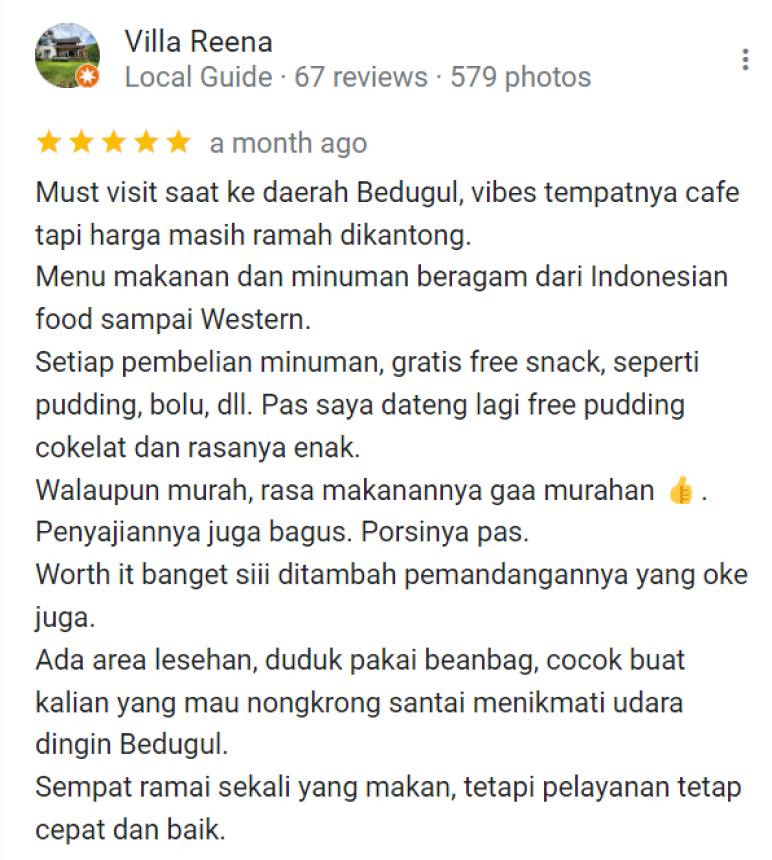 Villa Reena
Local Guide · 67 reviews · 579 photos
a month ago
Must visit saat ke daerah Bedugul, vibes tempatnya cafe
tapi harga masih ramah dikantong.
Menu makanan dan minuman beragam dari Indonesian
food sampai Western.
Setiap pembelian minuman, gratis free snack, seperti
pudding, bolu, dll. Pas saya dateng lagi free pudding
cokelat dan rasanya enak.
Walaupun murah, rasa makanannya gaa murahan 👍.
Penyajiannya juga bagus. Porsinya pas.
Worth it banget siii ditambah pemandangannya yang oke
juga.
Ada area lesehan, duduk pakai beanbag, cocok buat
kalian yang mau nongkrong santai menikmati udara
dingin Bedugul.
Sempat ramai sekali yang makan, tetapi pelayanan tetap
cepat dan baik.